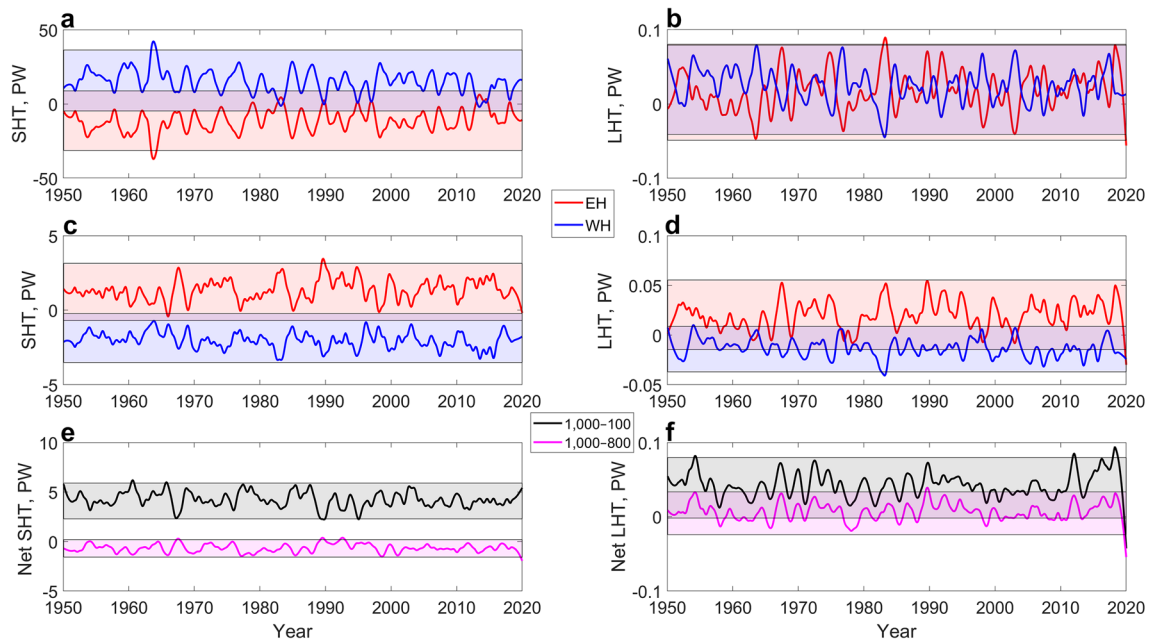 a
b
50
0
-50
SHT, PW
1950 1960 1970 1980 1990 2000 2010 2020
0.1
0
-0.1
LHT, PW
1950 1960 1970 1980 1990 2000 2010 2020
EH
WH
c
d
5
0
-5
SHT, PW
1950 1960 1970 1980 1990 2000 2010 2020
0.1
0.05
0
-0.05
LHT, PW
1950 1960 1970 1980 1990 2000 2010 2020
1,000–100
1,000–800
e
f
10
5
0
-5
Net SHT, PW
1950 1960 1970 1980 1990 2000 2010 2020
Year
0.1
0
-0.1
Net LHT, PW
1950 1960 1970 1980 1990 2000 2010 2020
Year